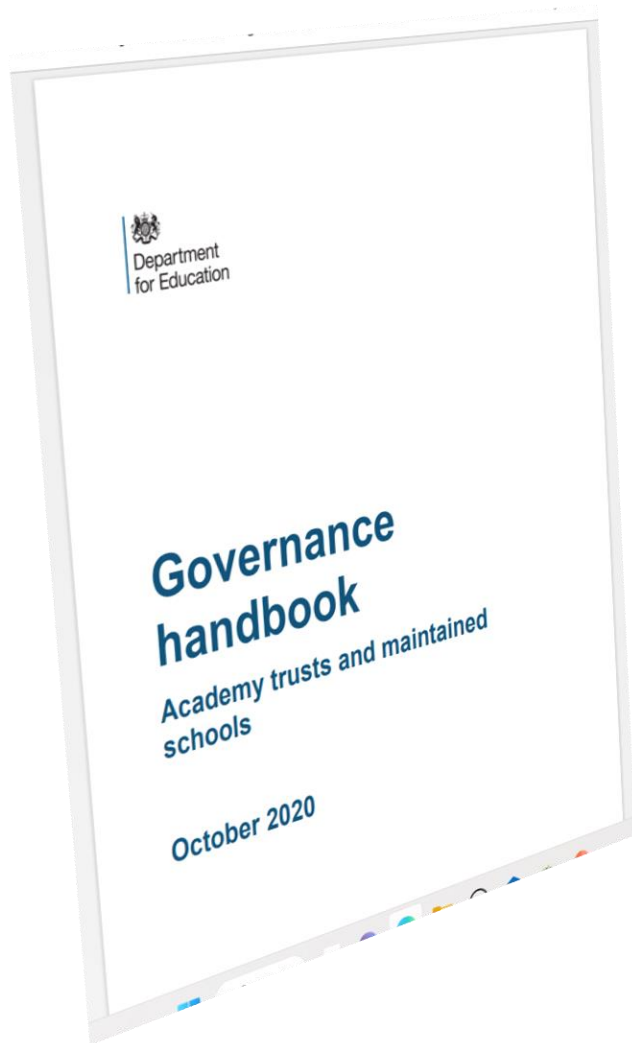 Department
for Education
Governance
handbook
Academy trusts and maintained
schools
October 2020